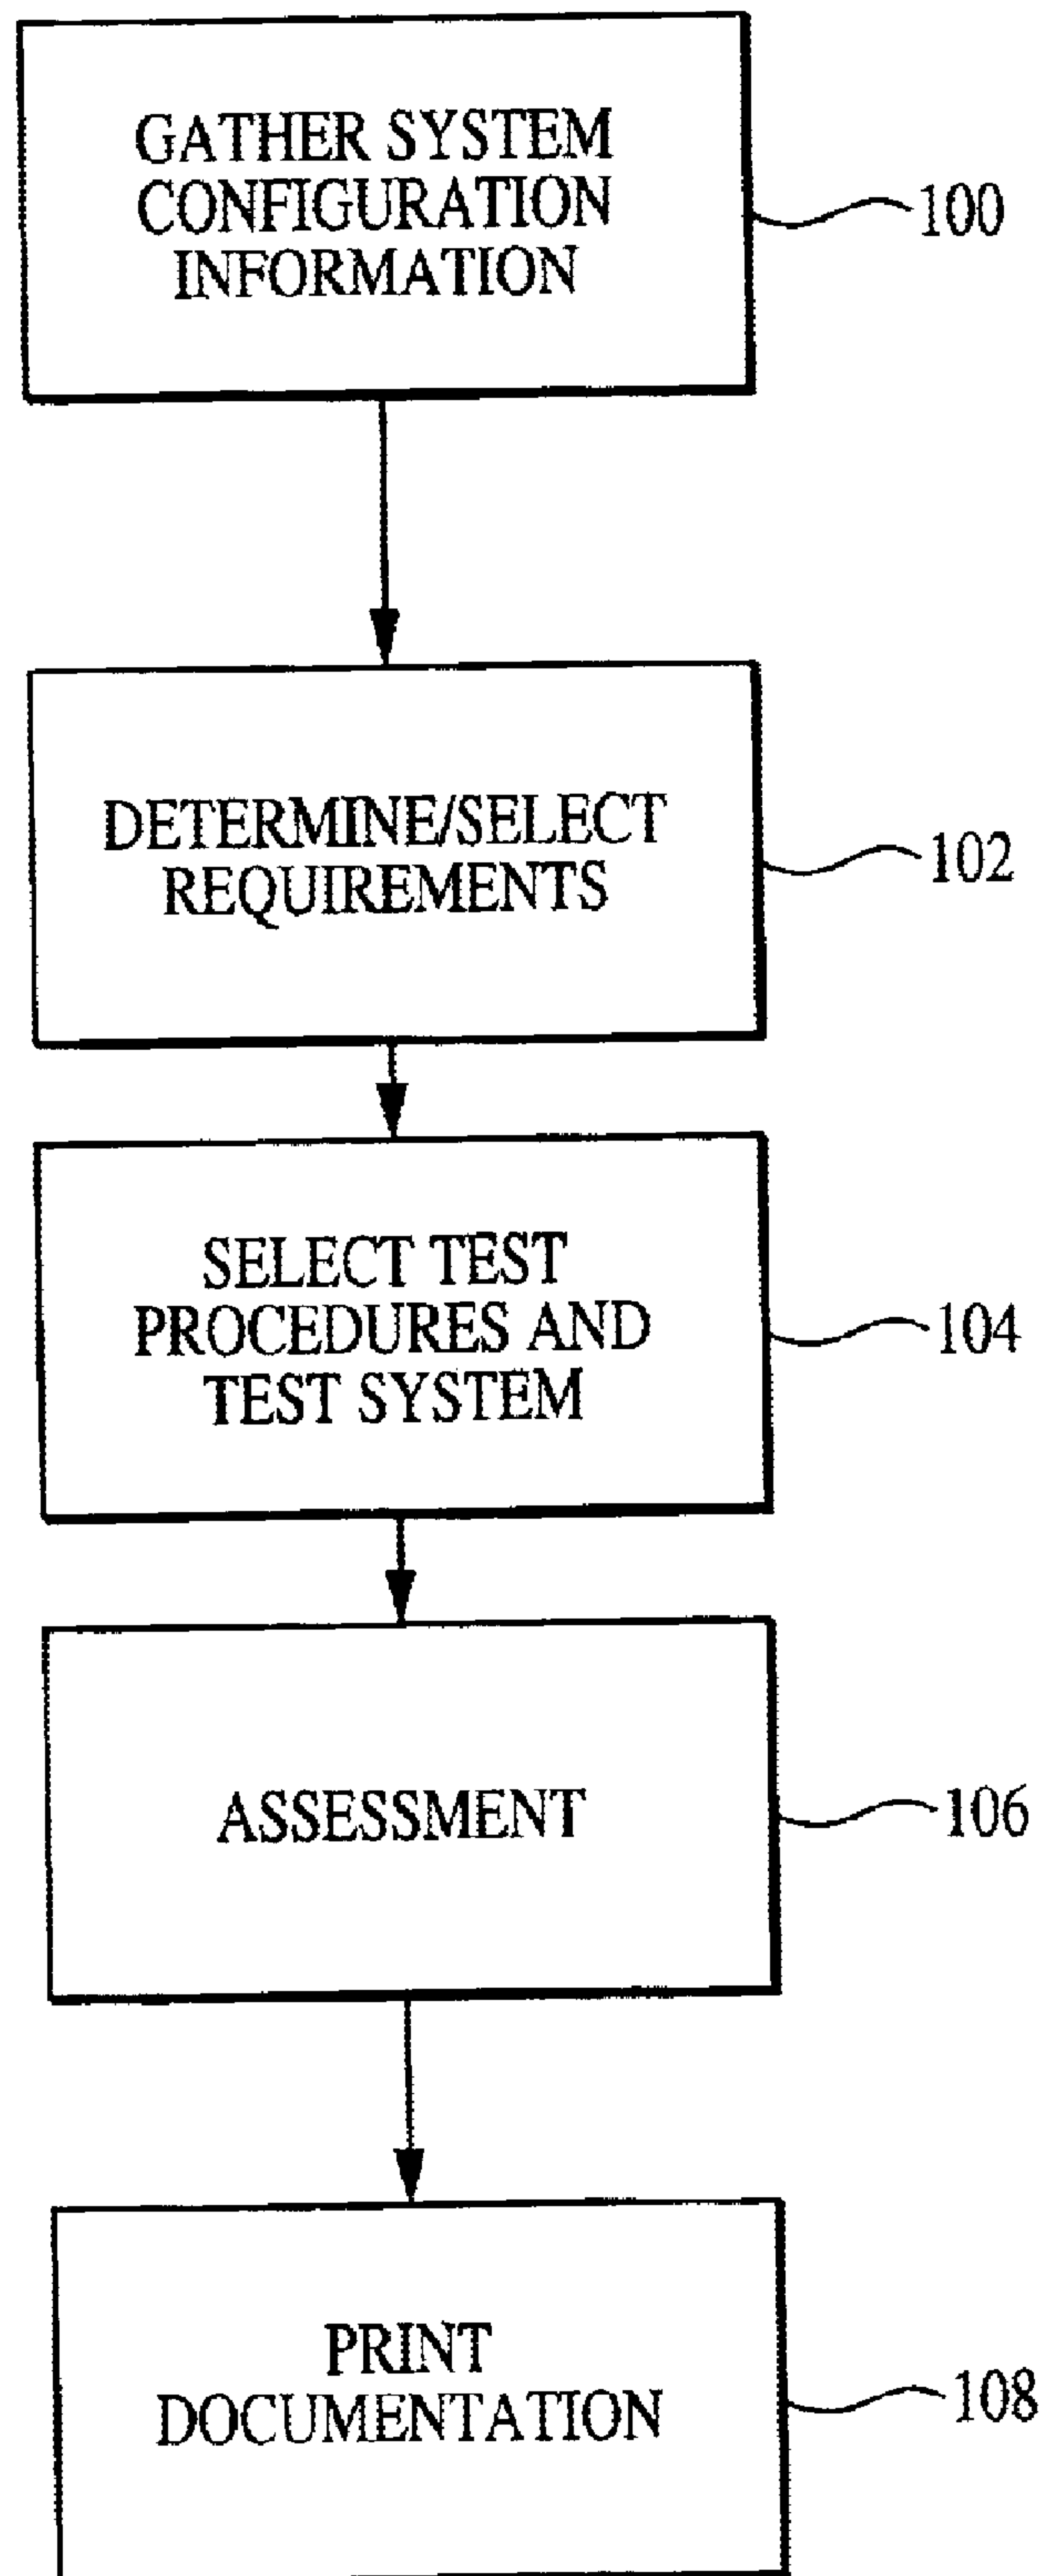 GATHER SYSTEM
CONFIGURATION
INFORMATION
100
DETERMINE/SELECT
REQUIREMENTS
102
SELECT TEST
PROCEDURES AND
TEST SYSTEM
104
ASSESSMENT
106
PRINT
DOCUMENTATION
108